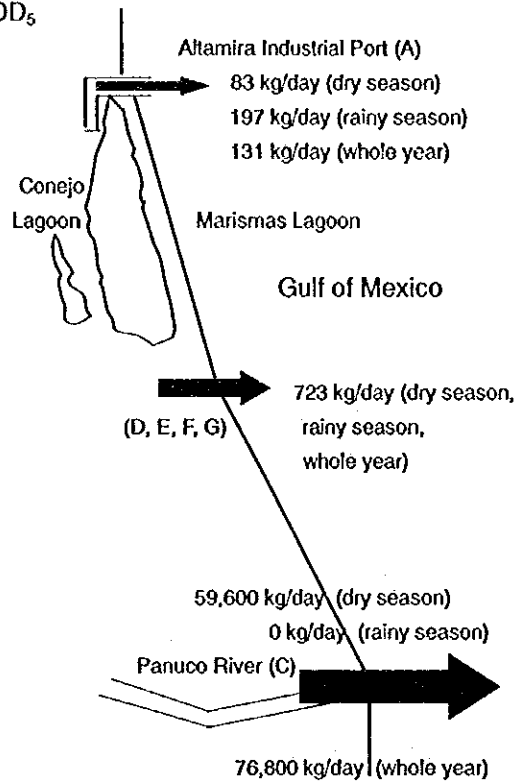 OD₅
Altamira Industrial Port (A)
83 kg/day (dry season)
197 kg/day (rainy season)
131 kg/day (whole year)
Conejo
Lagoon
Marismas Lagoon
Gulf of Mexico
723 kg/day (dry season,
rainy season,
whole year)
(D, E, F, G)
59,600 kg/day (dry season)
0 kg/day (rainy season)
Panuco River (C)
76,800 kg/day (whole year)